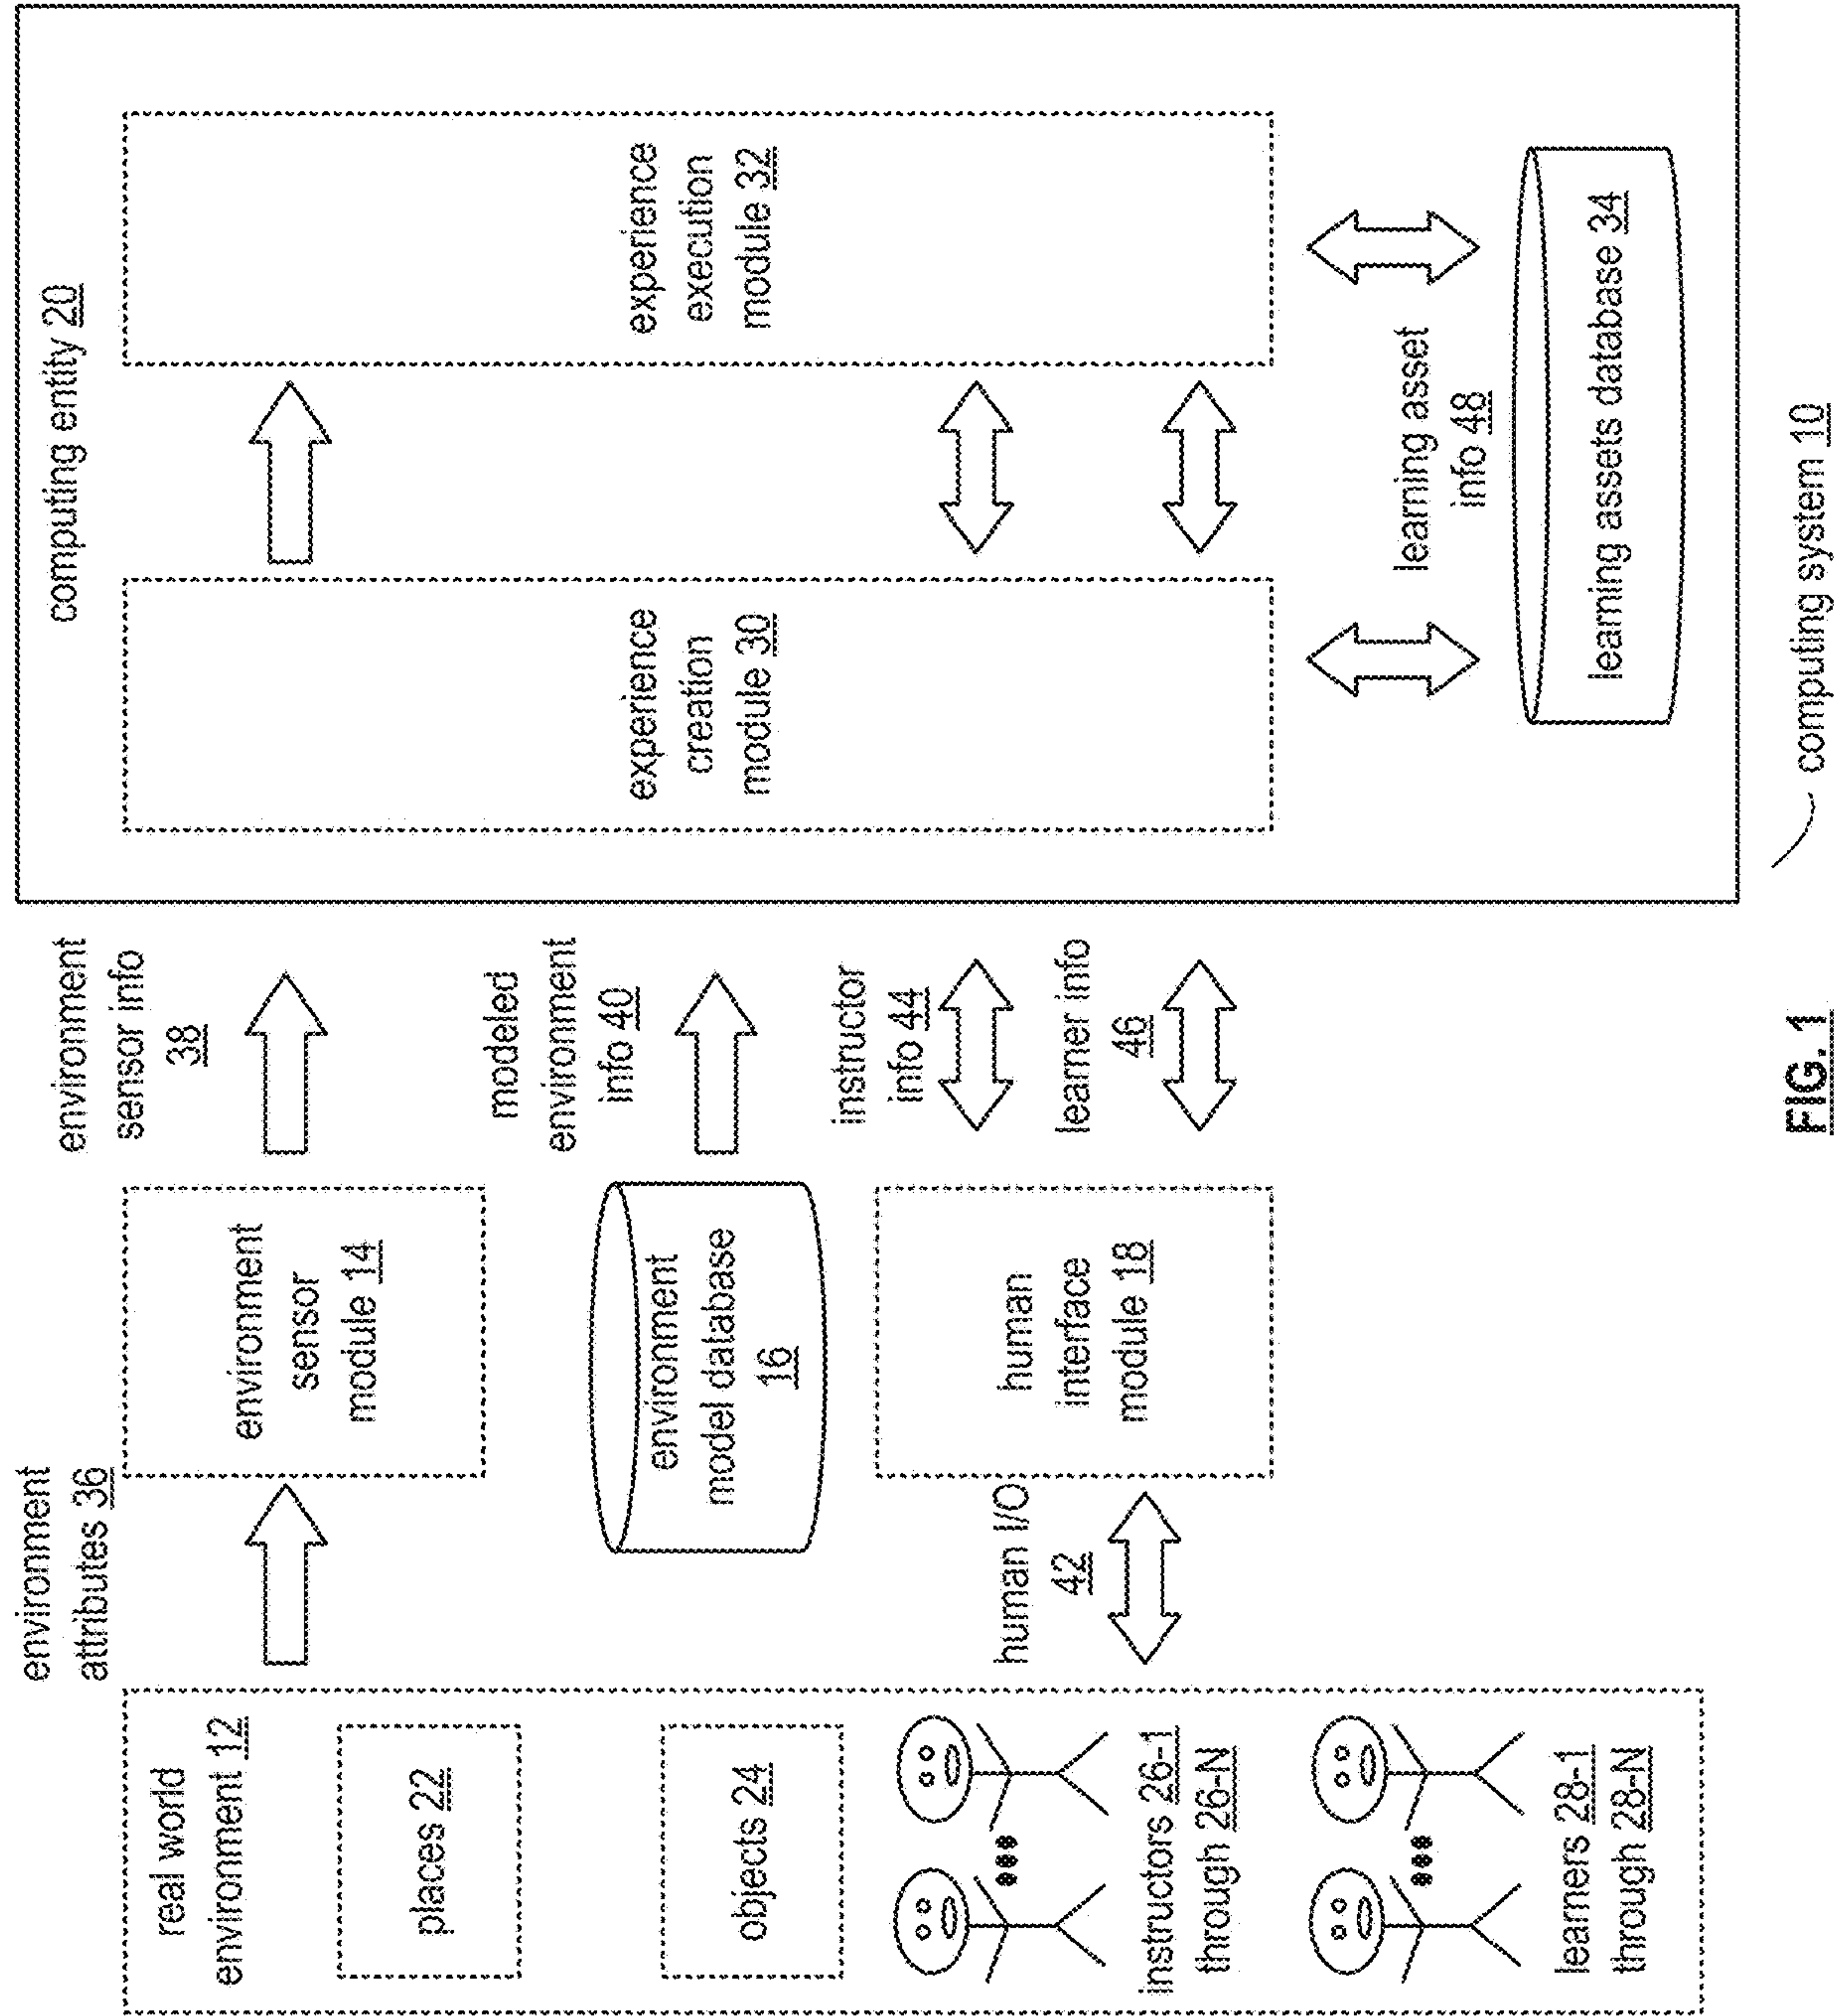 environment
attributes 36
environment
sensor info
38
computing entity 20
real world
environment 12
places 22
objects 24
instructors 26-1
through 26-N
learners 28-1
through 28-N
environment
sensor
module 14
modeled
environment
info 40
environment
model database
16
instructor
info 44
learner info
46
human I/O
42
human
interface
module 18
experience
creation
module 30
experience
execution
module 32
learning asset
info 48
learning assets database 34
computing system 10
FIG. 1